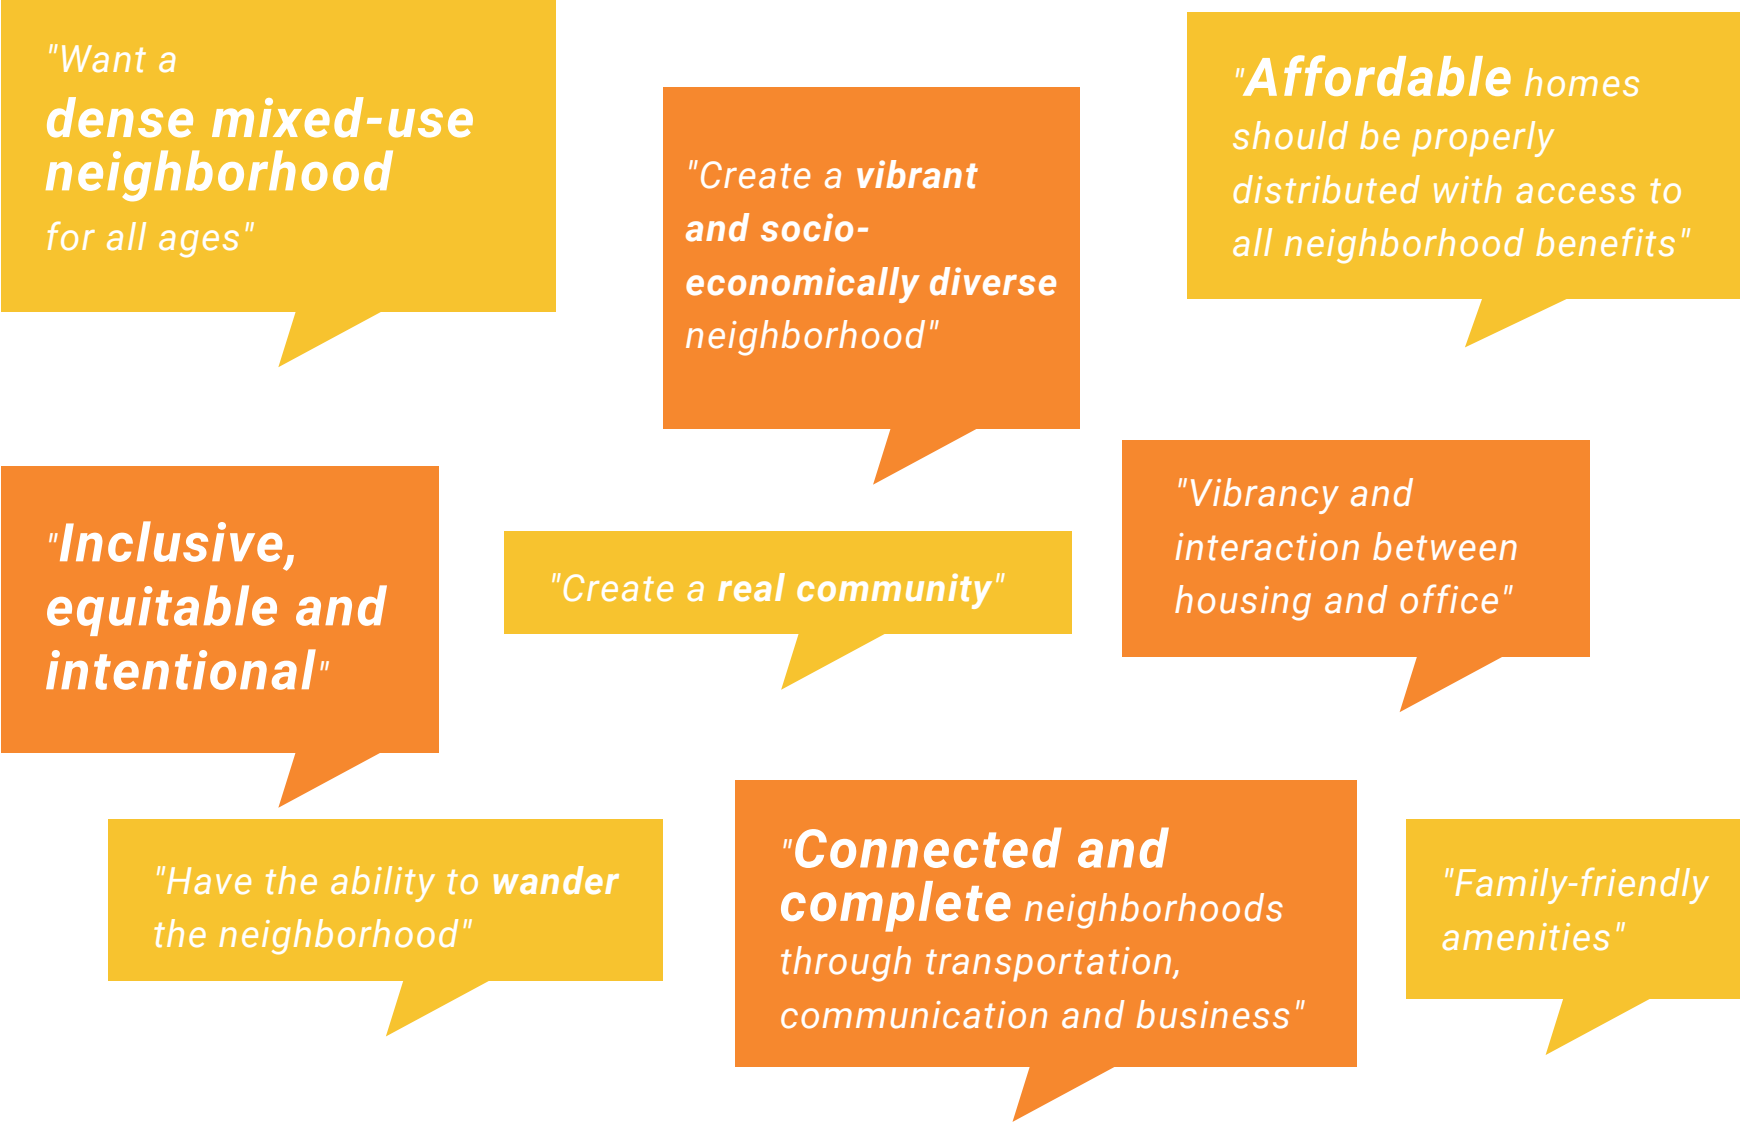 "Want a
dense mixed-use
neighborhood
for all ages"
"Create a vibrant
and socio-
economically diverse
neighborhood"
"Affordable homes
should be properly
distributed with access to
all neighborhood benefits"
"Inclusive,
equitable and
intentional"
"Create a real community"
"Vibrancy and
interaction between
housing and office"
"Have the ability to wander
the neighborhood"
"Connected and
complete neighborhoods
through transportation,
communication and business"
"Family-friendly
amenities"